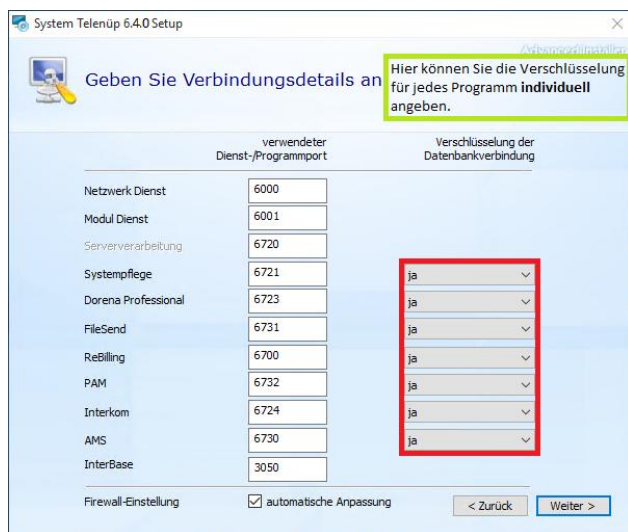 System Telenüp 6.4.0 Setup
AdvancedInstaller
Geben Sie Verbindungsdetails an
Hier können Sie die Verschlüsselung
für jedes Programm individuell
angeben.
verwendeter
Dienst-/Programmport
Verschlüsselung der
Datenbankverbindung
Netzwerk Dienst 6000
Modul Dienst 6001
Serververarbeitung 6720
Systempflege 6721 ja
Dorena Professional 6723 ja
FileSend 6731 ja
ReBilling 6700 ja
PAM 6732 ja
Interkom 6724 ja
AMS 6730 ja
InterBase 3050
Firewall-Einstellung automatische Anpassung < Zurück Weiter >